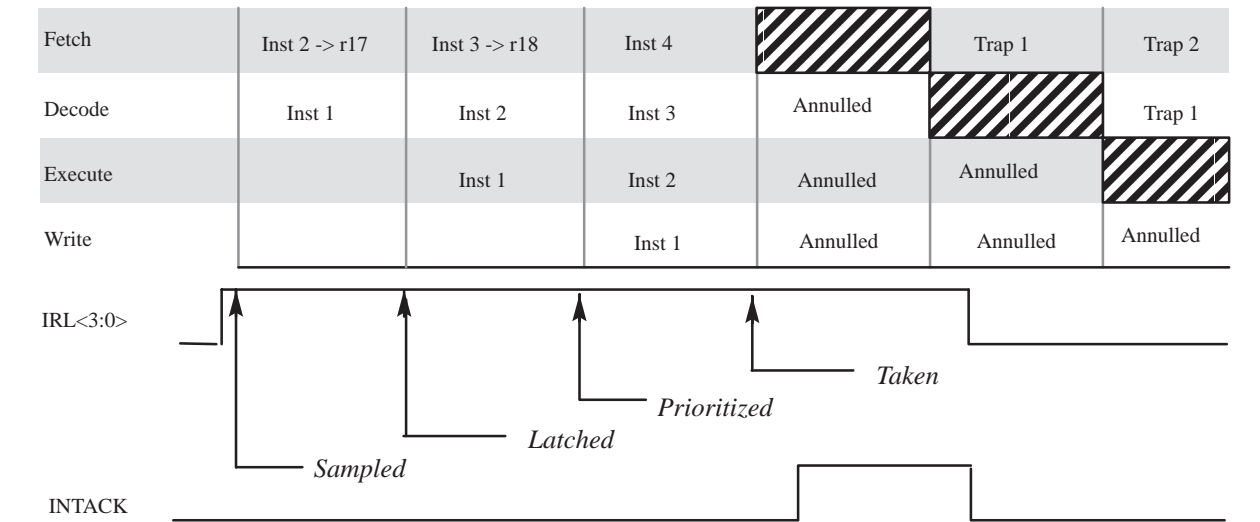 Fetch Inst 2 -> r17 Inst 3 -> r18 Inst 4 Trap 1 Trap 2
Decode Inst 1 Inst 2 Inst 3 Annulled Trap 1
Execute Inst 1 Inst 2 Annulled Annulled
Write Inst 1 Annulled Annulled Annulled
IRL<3:0>
Taken
Prioritized
Latched
Sampled
INTACK